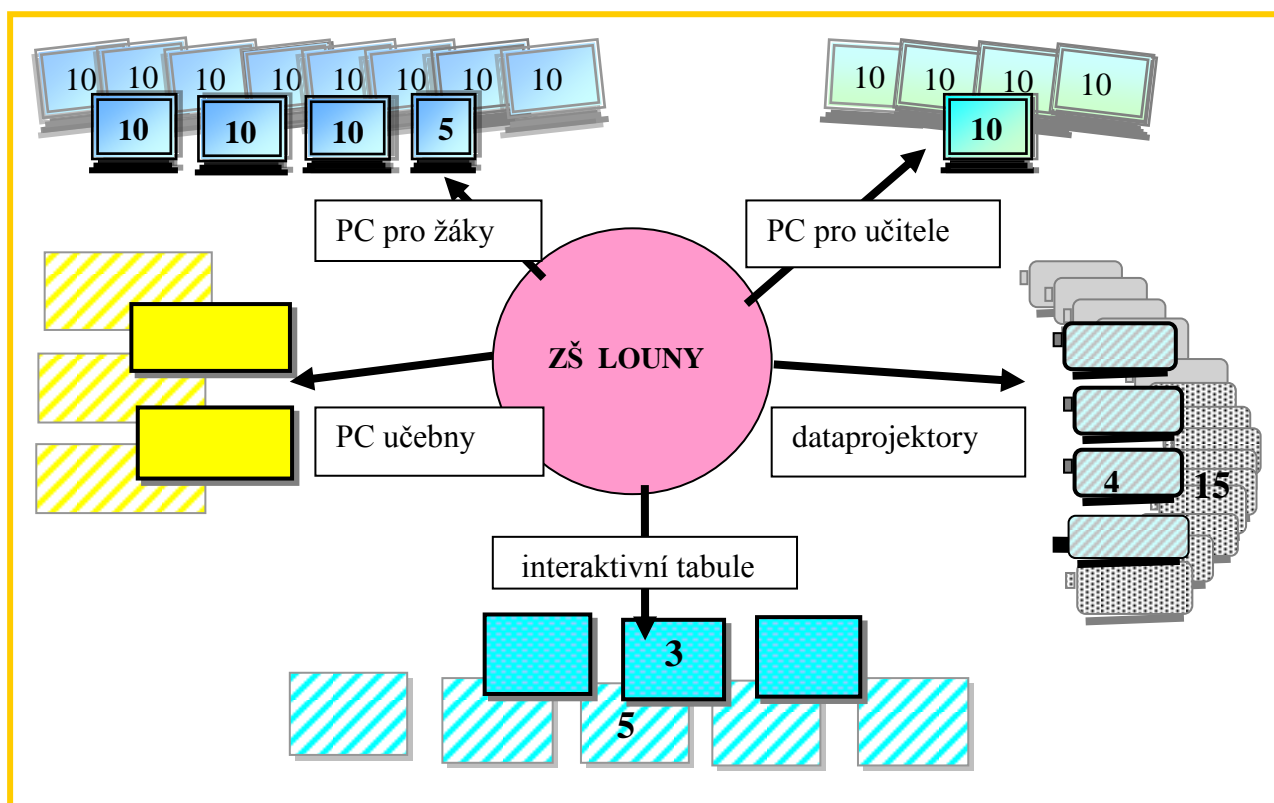 10 10 10 10 10 10 10 10
10 10 10 5
10 10 10 10
10
PC pro žáky
PC pro učitele
ZŠ LOUNY
PC učebny
dataprojektory
4 15
interaktivní tabule
3
5